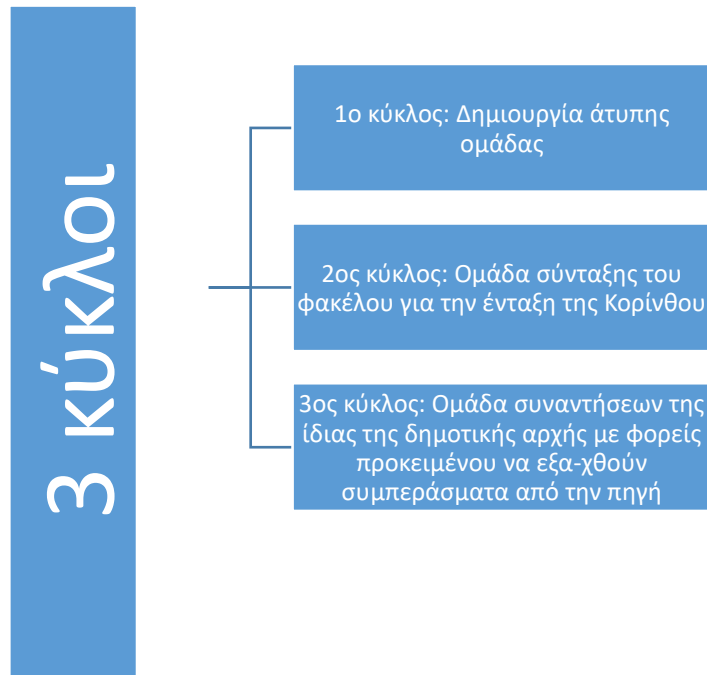 3 κύκλοι
1ο κύκλος: Δημιουργία άτυπης
ομάδας
2ος κύκλος: Ομάδα σύνταξης του
φακέλου για την ένταξη της Κορίνθου
3ος κύκλος: Ομάδα συναντήσεων της
ίδιας της δημοτικής αρχής με φορείς
προκειμένου να εξα-χθούν
συμπεράσματα από την πηγή